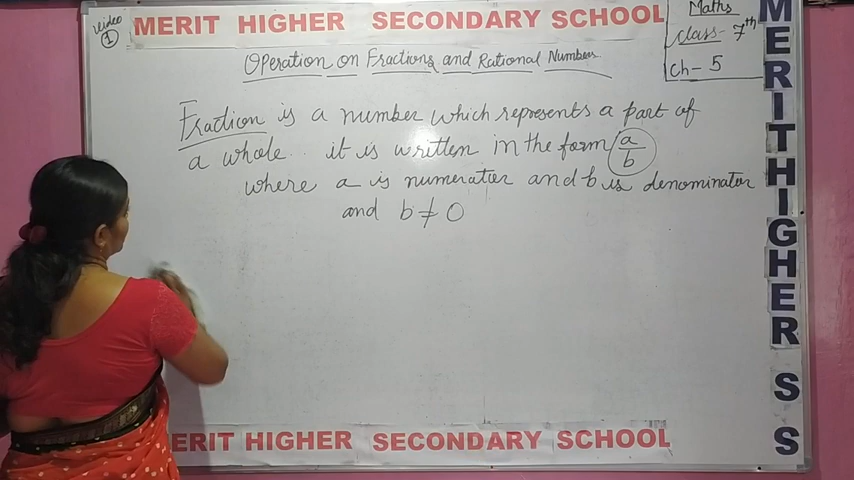 video
1
MERIT HIGHER SECONDARY SCHOOL
Maths
Class- 7th
Ch- 5
Operation on Fractions and Rational Numbers
Fraction is a number which represents a part of
a whole. it is written in the form a/b
where a is numerator and b is denominator
and b ≠ 0
ERIT HIGHER SECONDARY SCHOOL
MERITHIGHER S S